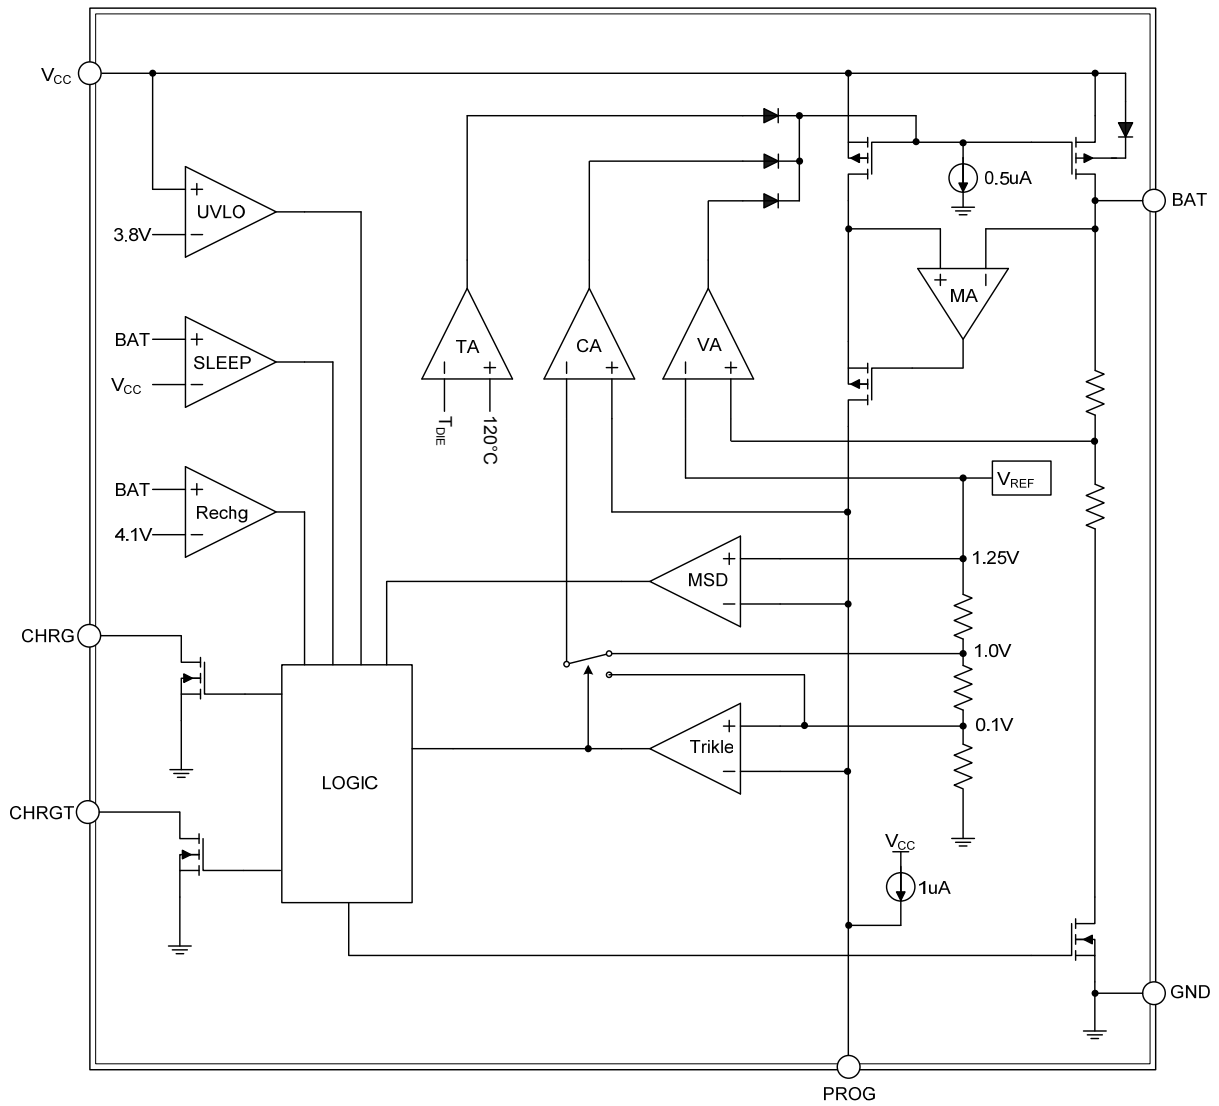 VCC
0.5uA
BAT
+
UVLO
3.8V
−
+
MA
−
BAT
+
SLEEP
VCC
−
TA
−
+
TDIE
120°C
CA
−
+
VA
−
+
VREF
BAT
+
Rechg
4.1V
−
+
MSD
−
1.25V
CHRG
1.0V
+
Trikle
−
0.1V
LOGIC
CHRGT
VCC
1uA
GND
PROG